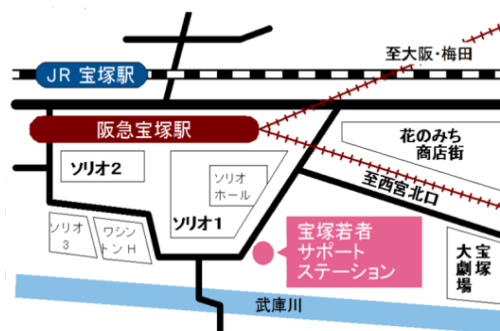 至大阪・梅田
JR 宝塚駅
阪急宝塚駅
花のみち
商店街
ソリオ2
ソリオ
ホール
至西宮北口
ソリオ1
ソリオ
3
ワシン
トンH
宝塚若者
サポート
ステーション
宝塚
大劇場
武庫川